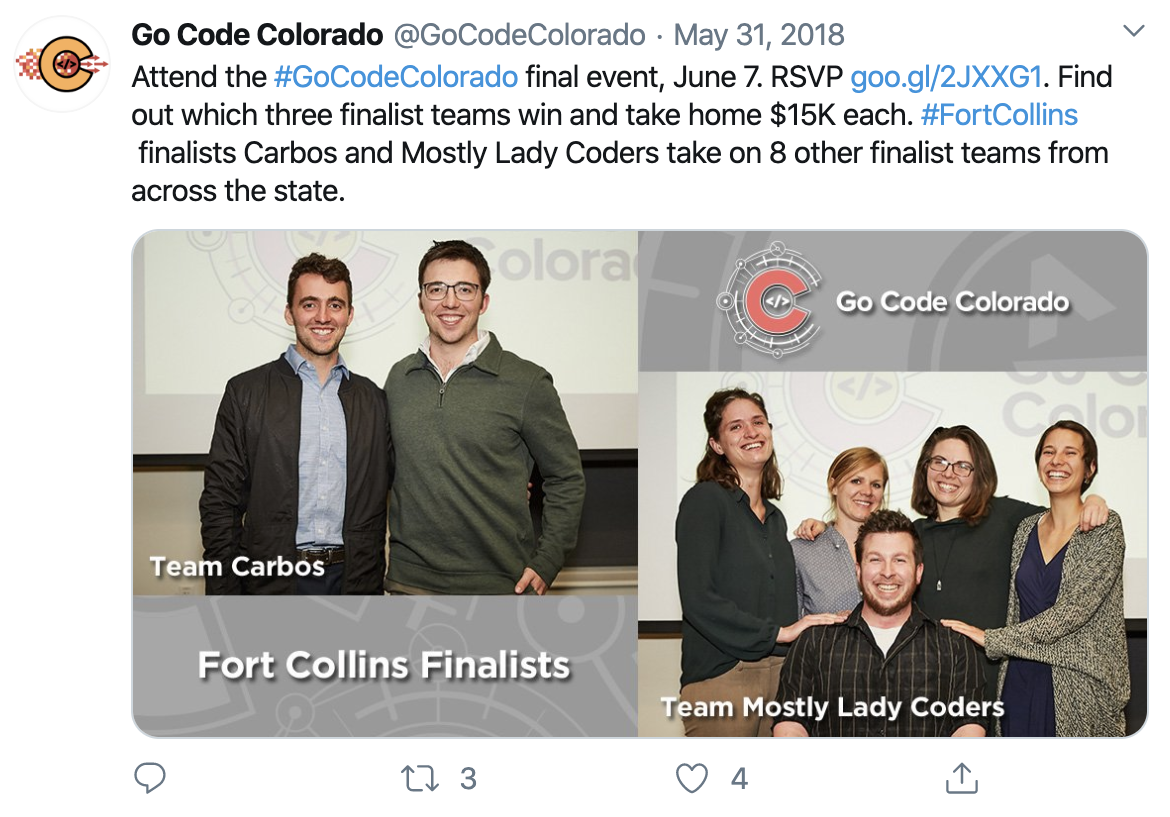 Go Code Colorado @GoCodeColorado · May 31, 2018
Attend the #GoCodeColorado final event, June 7. RSVP goo.gl/2JXXG1. Find
out which three finalist teams win and take home $15K each. #FortCollins
finalists Carbos and Mostly Lady Coders take on 8 other finalist teams from
across the state.
Colora
Team Carbos
Fort Collins Finalists
</>
Go Code Colorado
</>
Go Co
Color
Team Mostly Lady Coders
3
4